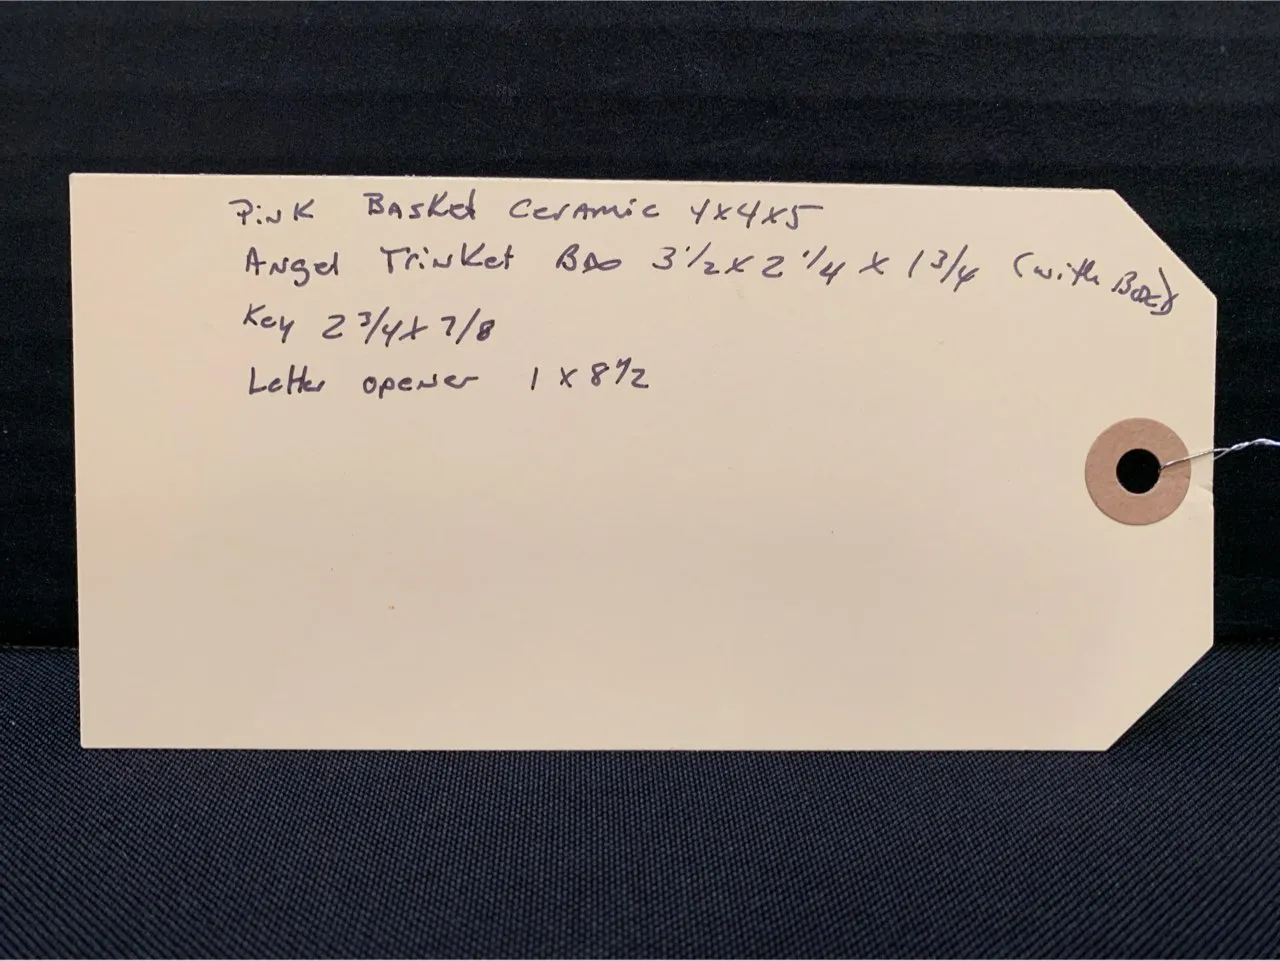 Pink Basket Ceramic 4x4x5
Angel Trinket Box 3 1/2 x 2 1/4 x 1 3/4 (with Box)
Key 2 3/4 x 7/8
Letter opener 1 x 8 1/2